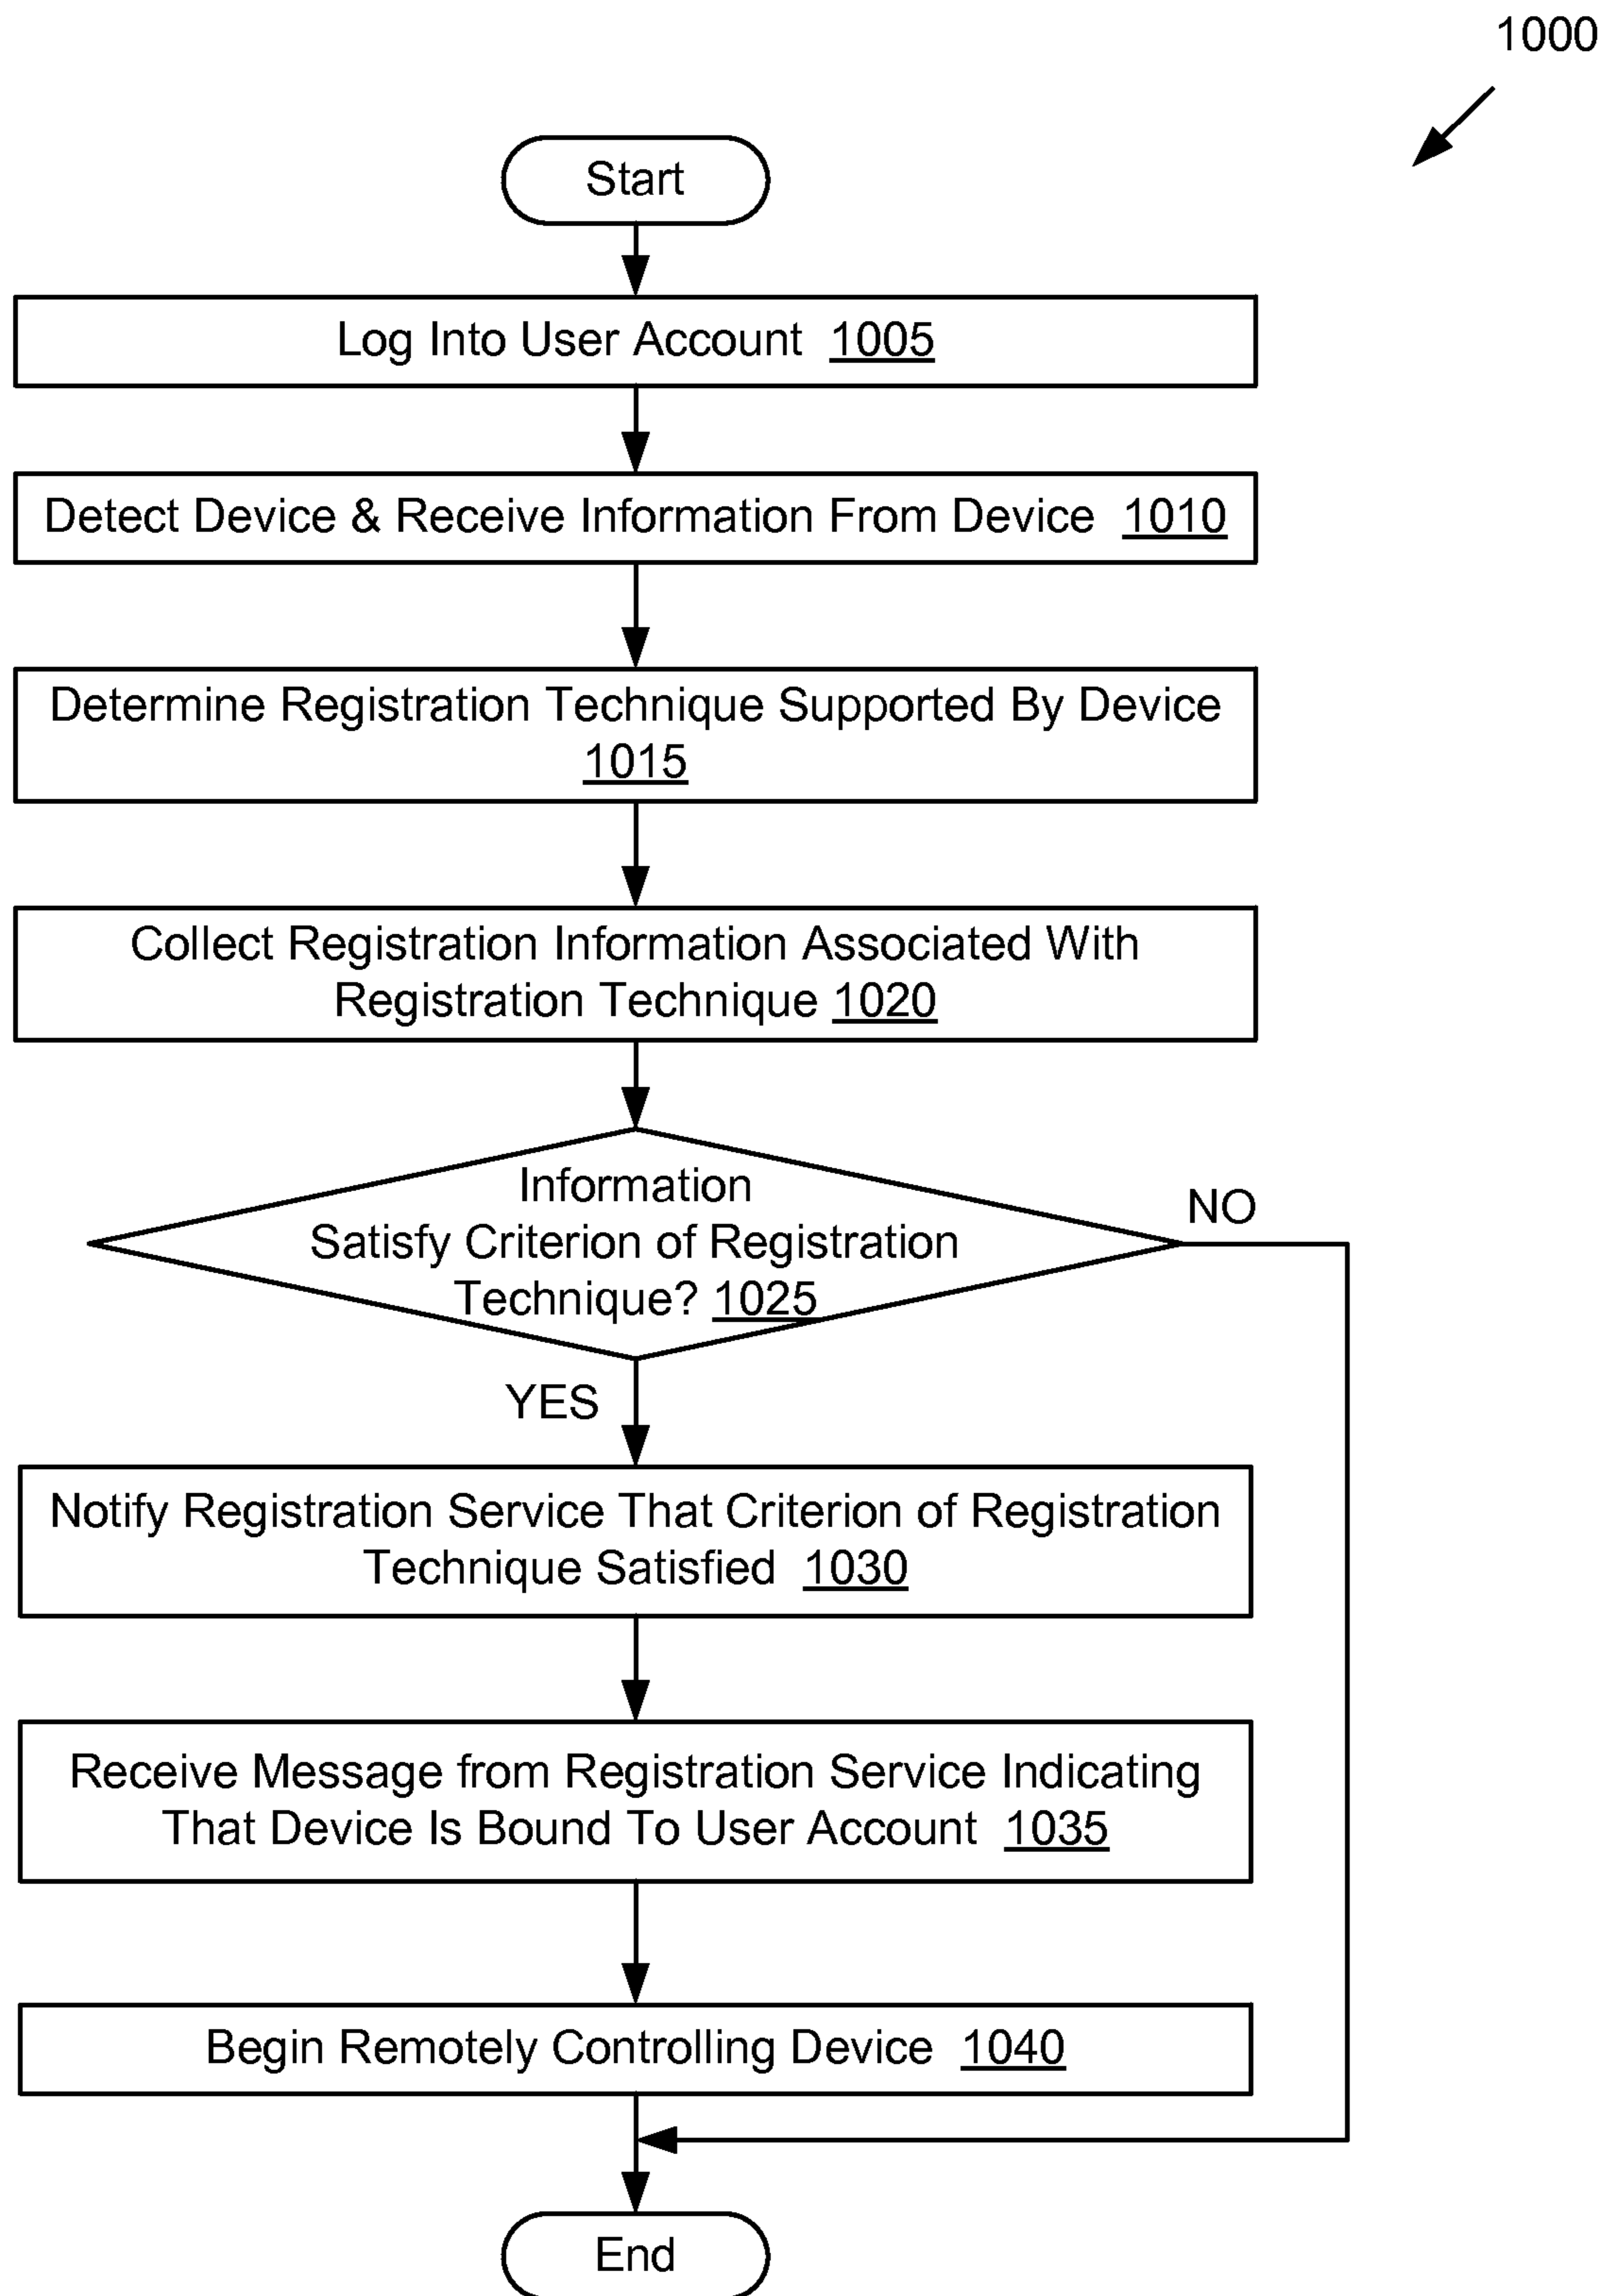 1000
Start
Log Into User Account 1005
Detect Device & Receive Information From Device 1010
Determine Registration Technique Supported By Device
1015
Collect Registration Information Associated With
Registration Technique 1020
Information
Satisfy Criterion of Registration
Technique? 1025
NO
YES
Notify Registration Service That Criterion of Registration
Technique Satisfied 1030
Receive Message from Registration Service Indicating
That Device Is Bound To User Account 1035
Begin Remotely Controlling Device 1040
End